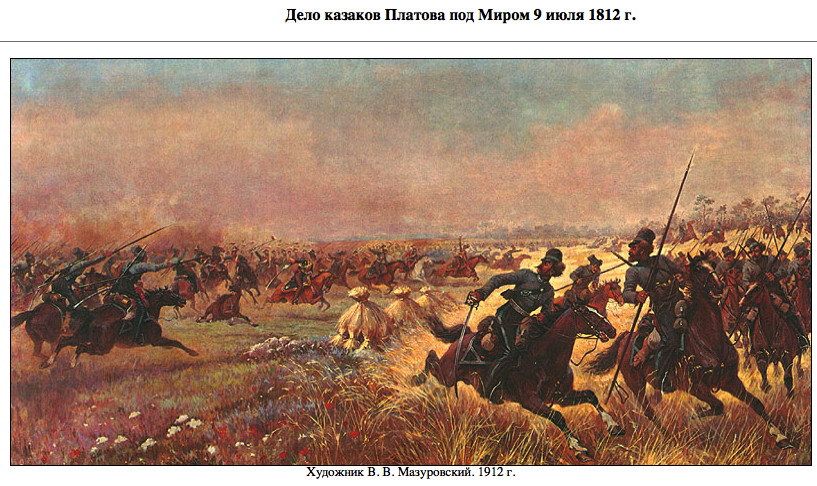 Дело казаков Платова под Миром 9 июля 1812 г.
Художник В. В. Мазуровский. 1912 г.